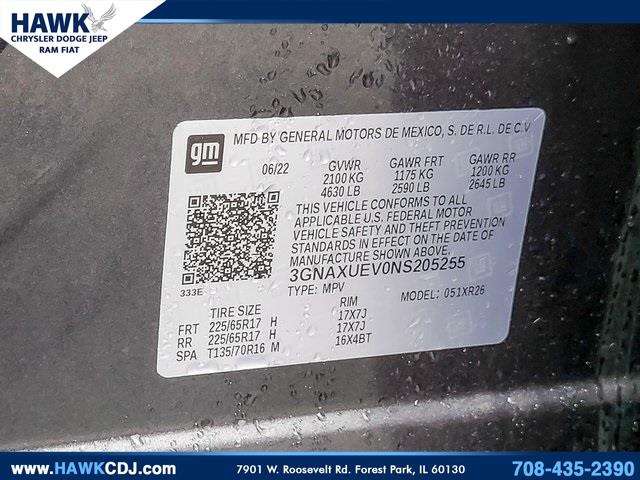 HAWK
CHRYSLER DODGE JEEP
RAM FIAT
gm
MFD BY GENERAL MOTORS DE MEXICO, S. DE R.L. DE C.V
06/22 GVWR GAWR FRT GAWR RR
2100 KG 1175 KG 1200 KG
4630 LB 2590 LB 2645 LB
THIS VEHICLE CONFORMS TO ALL
APPLICABLE U.S. FEDERAL MOTOR
VEHICLE SAFETY AND THEFT PREVENTION
STANDARDS IN EFFECT ON THE DATE OF
MANUFACTURE SHOWN ABOVE.
3GNAXUEV0NS205255
333E
TYPE: MPV MODEL: 051XR26
TIRE SIZE RIM
FRT 225/65R17 H 17X7J
RR 225/65R17 H 17X7J
SPA T135/70R16 M 16X4BT
www.HAWKCDJ.com 7901 W. Roosevelt Rd. Forest Park, IL 60130 708-435-2390